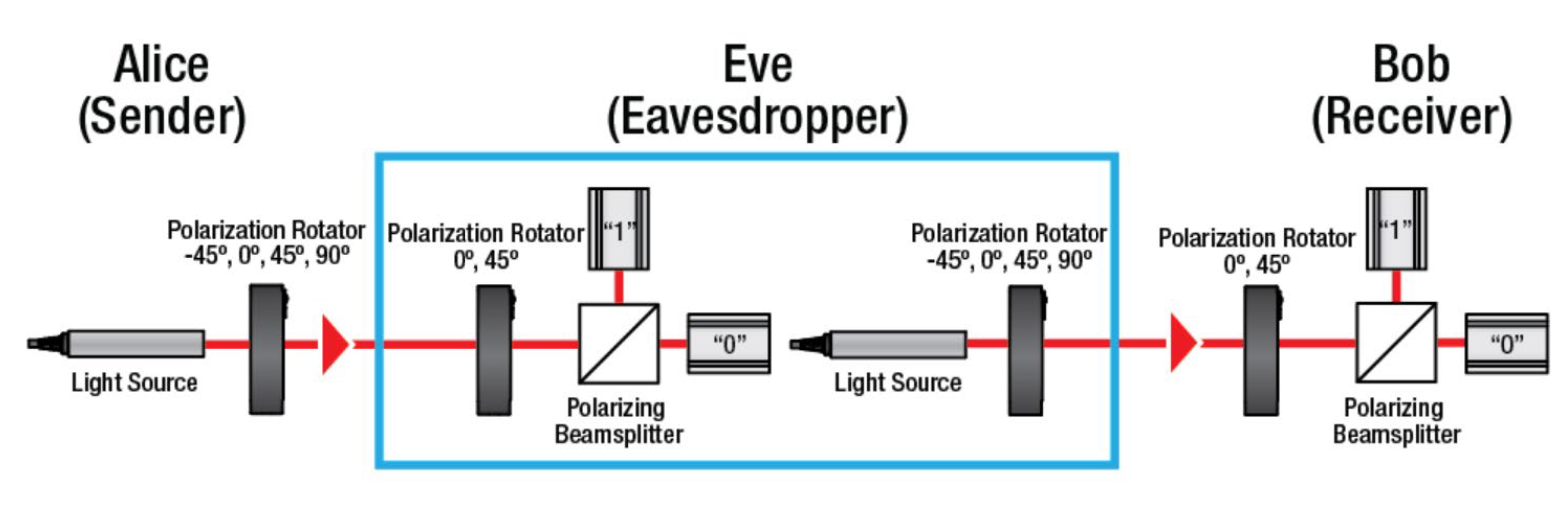 Alice
(Sender)
Eve
(Eavesdropper)
Bob
(Receiver)
Polarization Rotator
-45º, 0º, 45º, 90º
Light Source
Polarization Rotator
0º, 45º
“1”
“0”
Polarizing
Beamsplitter
Light Source
Polarization Rotator
-45º, 0º, 45º, 90º
Polarization Rotator
0º, 45º
“1”
“0”
Polarizing
Beamsplitter